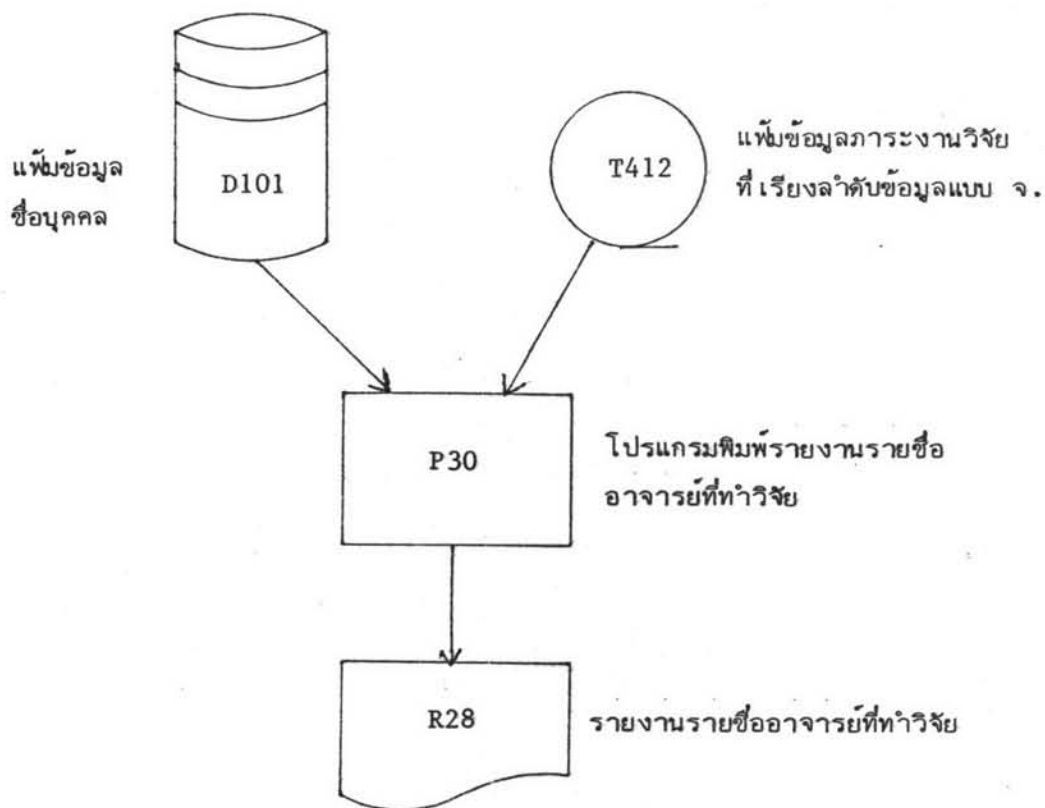 แฟ้มข้อมูล
ชื่อบุคคล
D101
T412
แฟ้มข้อมูลภาระงานวิจัย
ที่เรียงลำดับข้อมูลแบบ จ.
P30
โปรแกรมพิมพ์รายงานรายชื่อ
อาจารย์ที่ทำวิจัย
R28
รายงานรายชื่ออาจารย์ที่ทำวิจัย